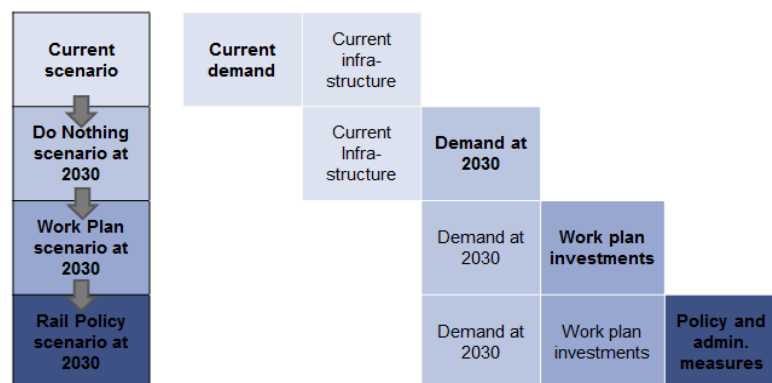 Current
scenario
Current
demand
Current
infra-
structure
Do Nothing
scenario at
2030
Current
Infra-
structure
Demand at
2030
Work Plan
scenario at
2030
Demand at
2030
Work plan
investments
Rail Policy
scenario at
2030
Demand at
2030
Work plan
investments
Policy and
admin.
measures